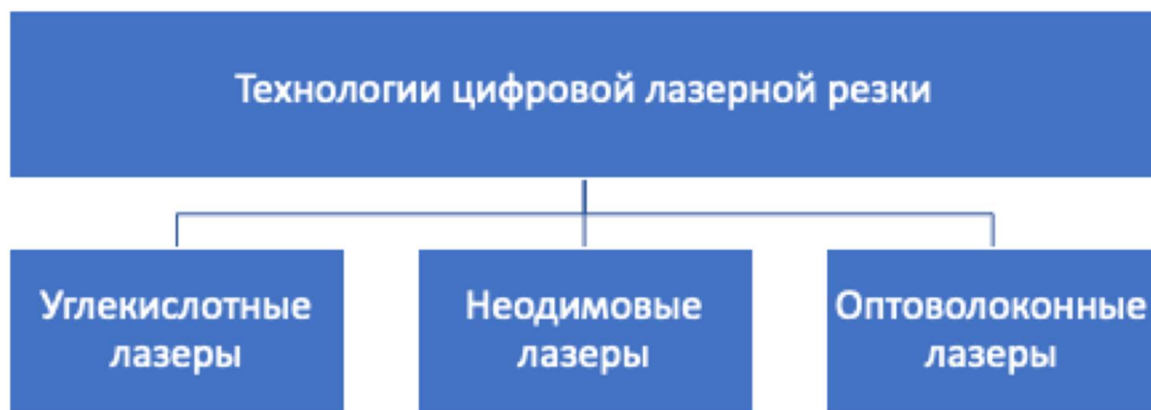 Технологии цифровой лазерной резки
Углекислотные
лазеры
Неодимовые
лазеры
Оптоволоконные
лазеры